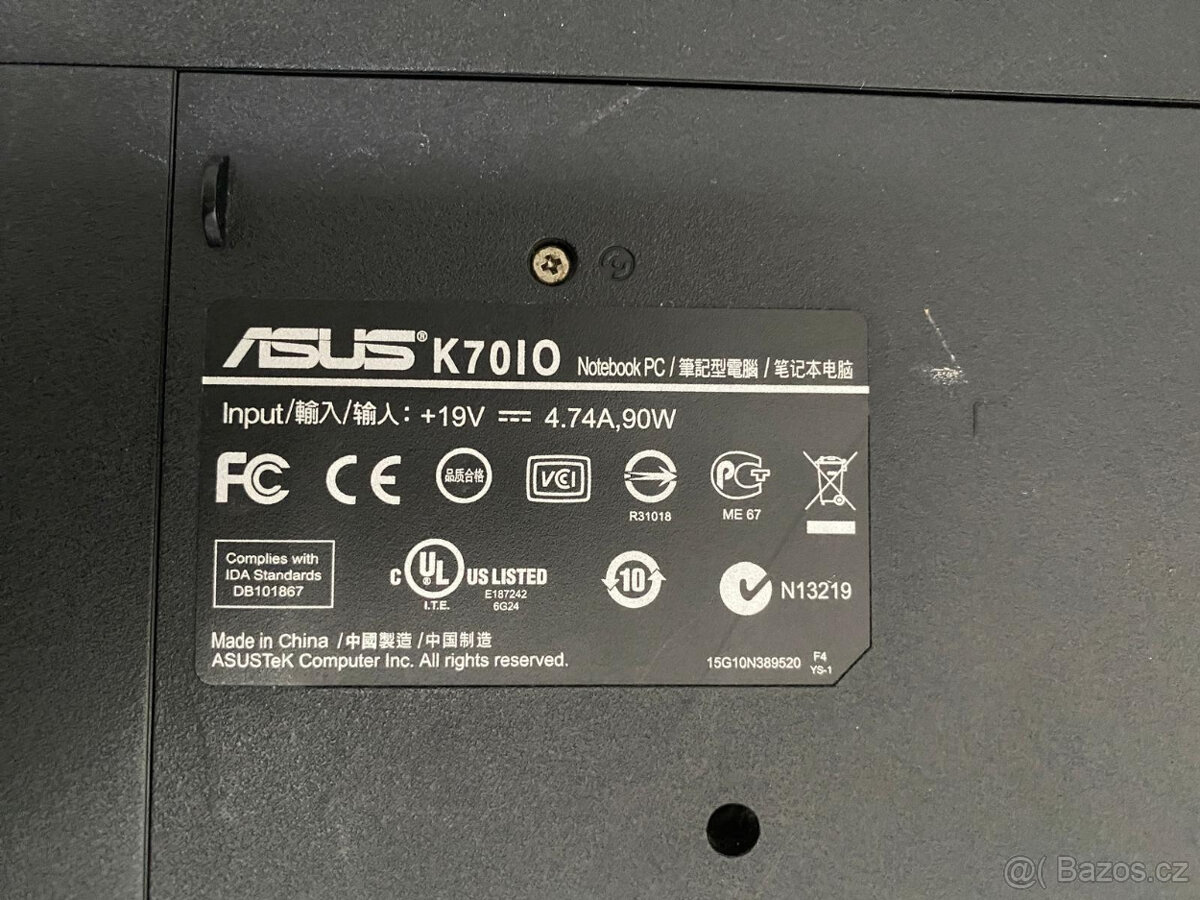 ASUS® K70IO Notebook PC / 筆記型電腦 / 笔记本电脑
Input/輸入/输入: +19V ⎓ 4.74A,90W
FC CE 品质合格 VCI R31018 PCT ME 67
Complies with
IDA Standards
DB101867
C UL ® US LISTED
I.T.E. E187242
6G24
10
N13219
Made in China / 中國製造 / 中国制造
ASUSTeK Computer Inc. All rights reserved.
15G10N389520 F4
YS-1
@( Bazos.cz